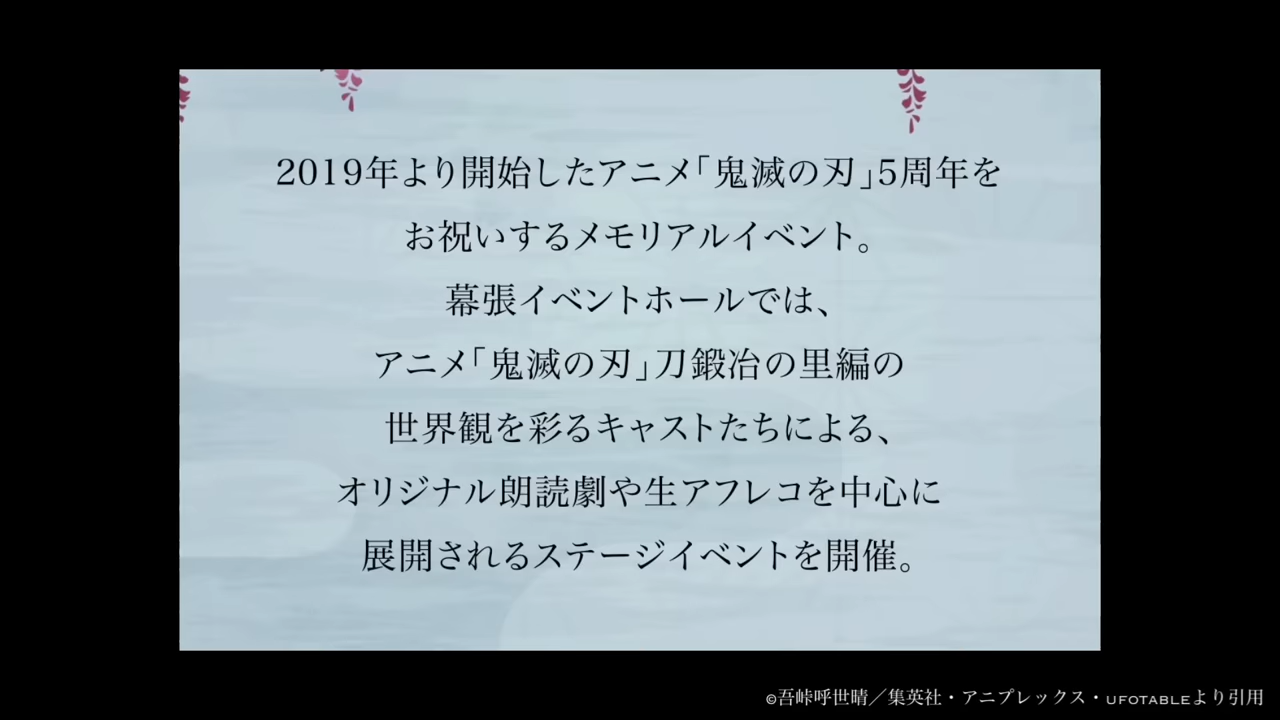 2019年より開始したアニメ「鬼滅の刃」5周年を
お祝いするメモリアルイベント。
幕張イベントホールでは、
アニメ「鬼滅の刃」刀鍛冶の里編の
世界観を彩るキャストたちによる、
オリジナル朗読劇や生アフレコを中心に
展開されるステージイベントを開催。
©吾峠呼世晴／集英社・アニプレックス・UFOTABLEより引用